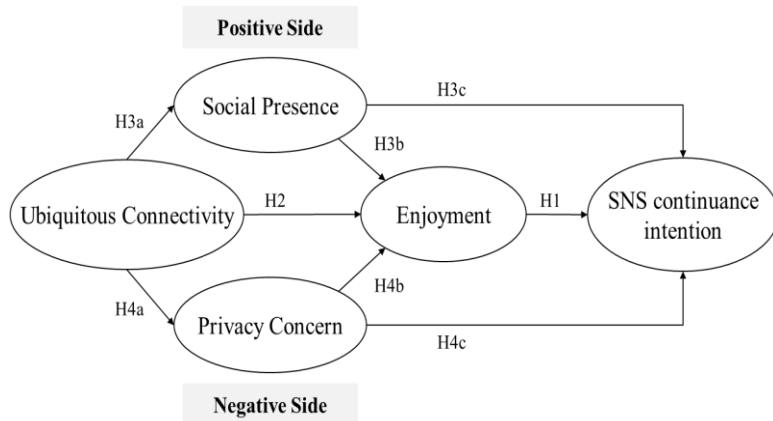 Positive Side
Social Presence
H3c
H3a
H3b
Ubiquitous Connectivity
H2
Enjoyment
H1
SNS continuance
intention
H4a
H4b
Privacy Concern
H4c
Negative Side